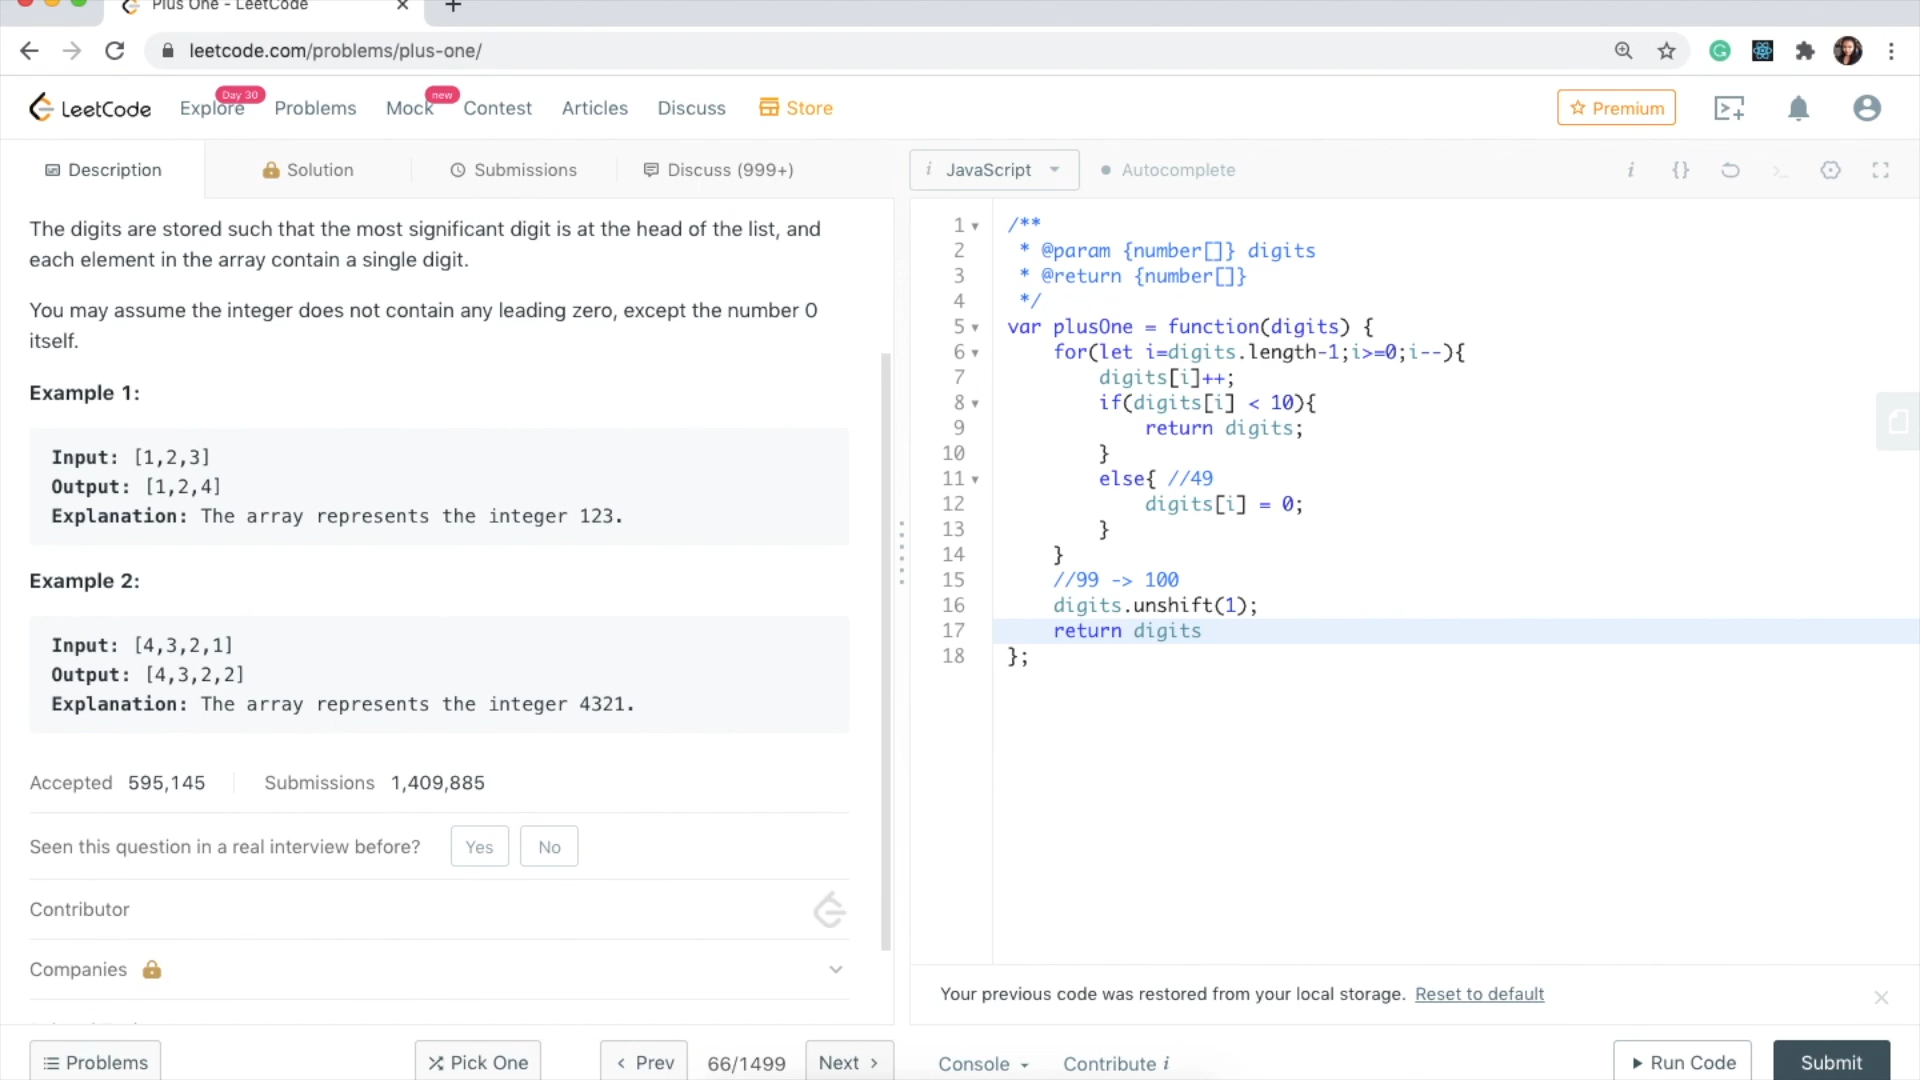 Plus One - LeetCode
leetcode.com/problems/plus-one/
LeetCode
Explore
Day 30
Problems
Mock
new
Contest
Articles
Discuss
Store
Premium
Description
Solution
Submissions
Discuss (999+)
i JavaScript
Autocomplete
i {}
The digits are stored such that the most significant digit is at the head of the list, and
each element in the array contain a single digit.
You may assume the integer does not contain any leading zero, except the number 0
itself.
Example 1:
Input: [1,2,3]
Output: [1,2,4]
Explanation: The array represents the integer 123.
Example 2:
Input: [4,3,2,1]
Output: [4,3,2,2]
Explanation: The array represents the integer 4321.
Accepted 595,145
Submissions 1,409,885
Seen this question in a real interview before?
Yes
No
Contributor
Companies
Problems
Pick One
< Prev
66/1499
Next >
1 /**
2 * @param {number[]} digits
3 * @return {number[]}
4 */
5 var plusOne = function(digits) {
6 for(let i=digits.length-1;i>=0;i--){
7 digits[i]++;
8 if(digits[i] < 10){
9 return digits;
10 }
11 else{ //49
12 digits[i] = 0;
13 }
14 }
15 //99 -> 100
16 digits.unshift(1);
17 return digits
18 };
Your previous code was restored from your local storage. Reset to default
Console
Contribute i
Run Code
Submit